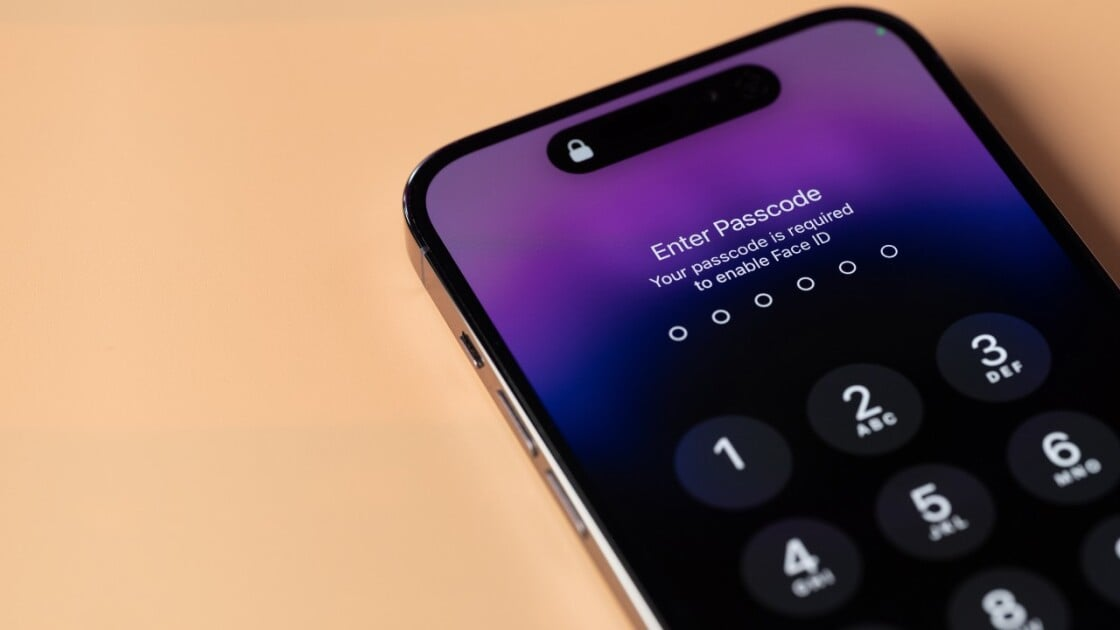 Enter Passcode
Your passcode is required
to enable Face ID
1
2
ABC
3
DEF
4
GHI
5
JKL
6
MNO
8